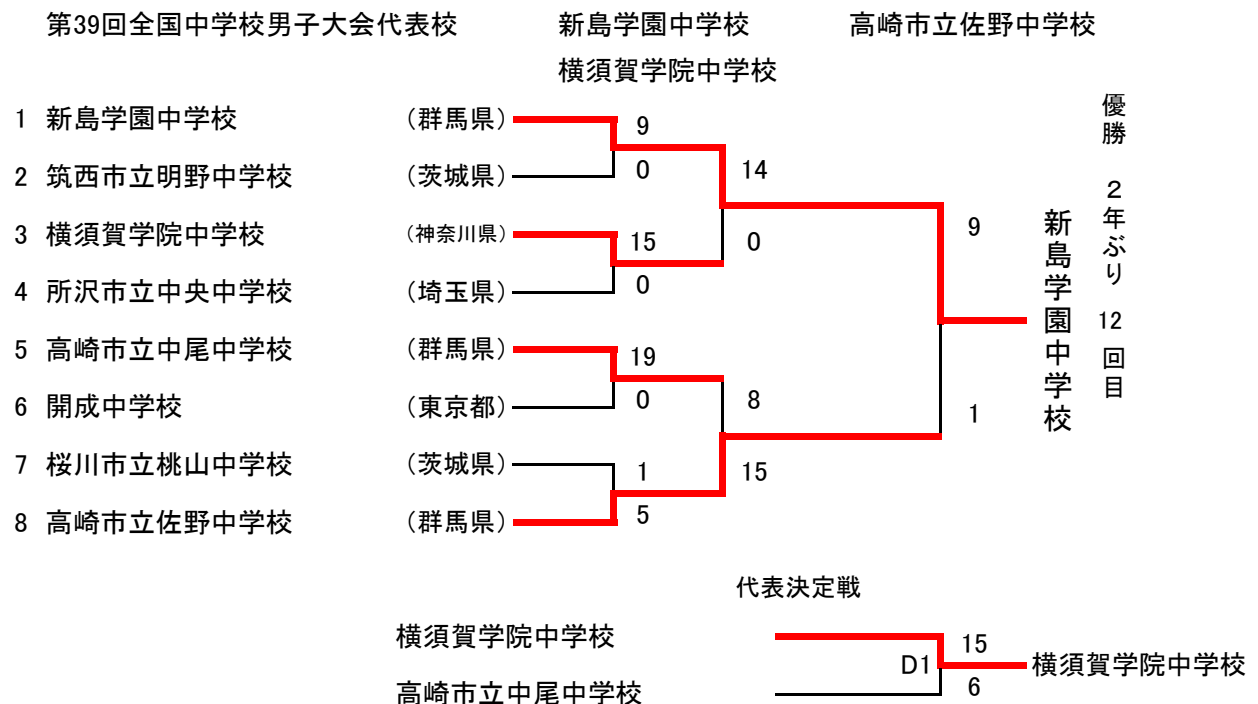 第39回全国中学校男子大会代表校 新島学園中学校 高崎市立佐野中学校
横須賀学院中学校
1 新島学園中学校 (群馬県) 9
2 筑西市立明野中学校 (茨城県) 0
14
3 横須賀学院中学校 (神奈川県) 15
0
4 所沢市立中央中学校 (埼玉県) 0
9
5 高崎市立中尾中学校 (群馬県) 19
6 開成中学校 (東京都) 0
8
7 桜川市立桃山中学校 (茨城県) 1
15
8 高崎市立佐野中学校 (群馬県) 5
1
新島学園中学校
優勝 2年ぶり 12回目
代表決定戦
横須賀学院中学校 15
D1 横須賀学院中学校
高崎市立中尾中学校 6